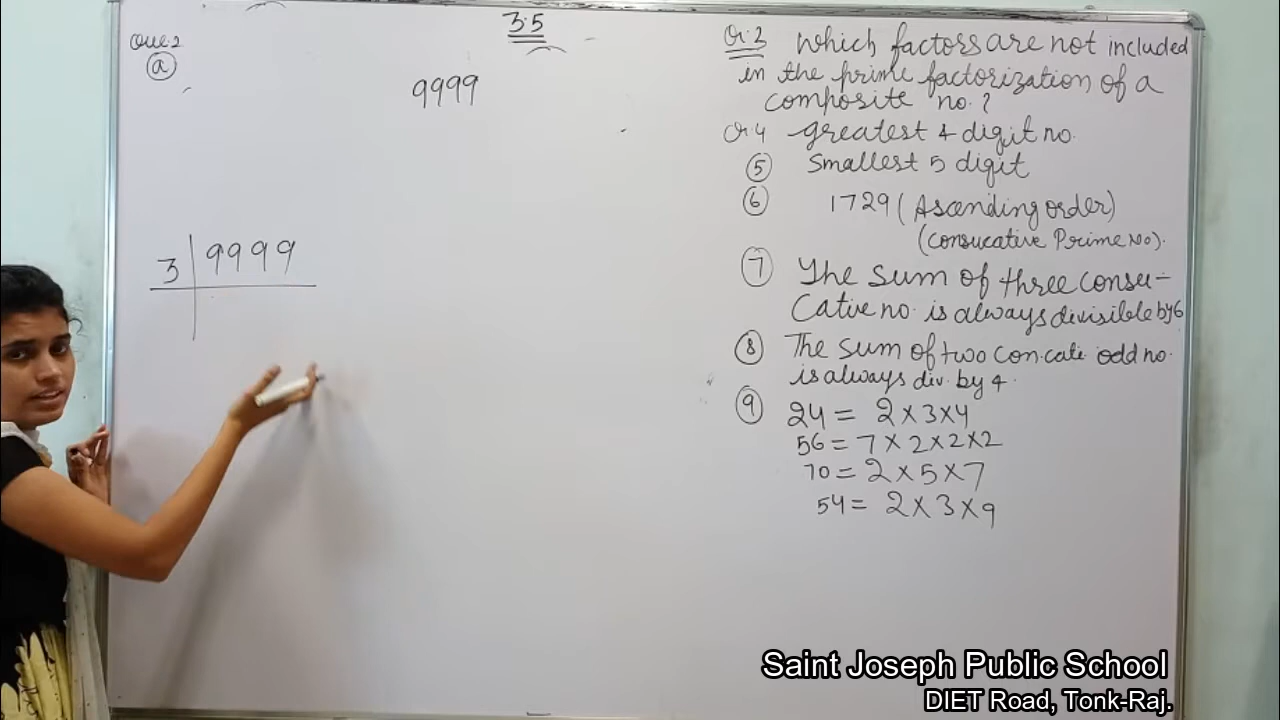 3.5
Que.2
(a)
9999
3 9999
Q.3 Which factors are not included
in the prime factorization of a
composite no.?
Q.4 greatest 4 digit no.
(5) Smallest 5 digit
(6) 1729 (Ascending order)
(consucative Prime No).
(7) The sum of three consu-
cative no. is always divisible by 6
(8) The sum of two con.cati odd no.
is always div. by 4.
(9) 24 = 2×3×4
56 = 7×2×2×2
70 = 2×5×7
54 = 2×3×9
Saint Joseph Public School
DIET Road, Tonk-Raj.